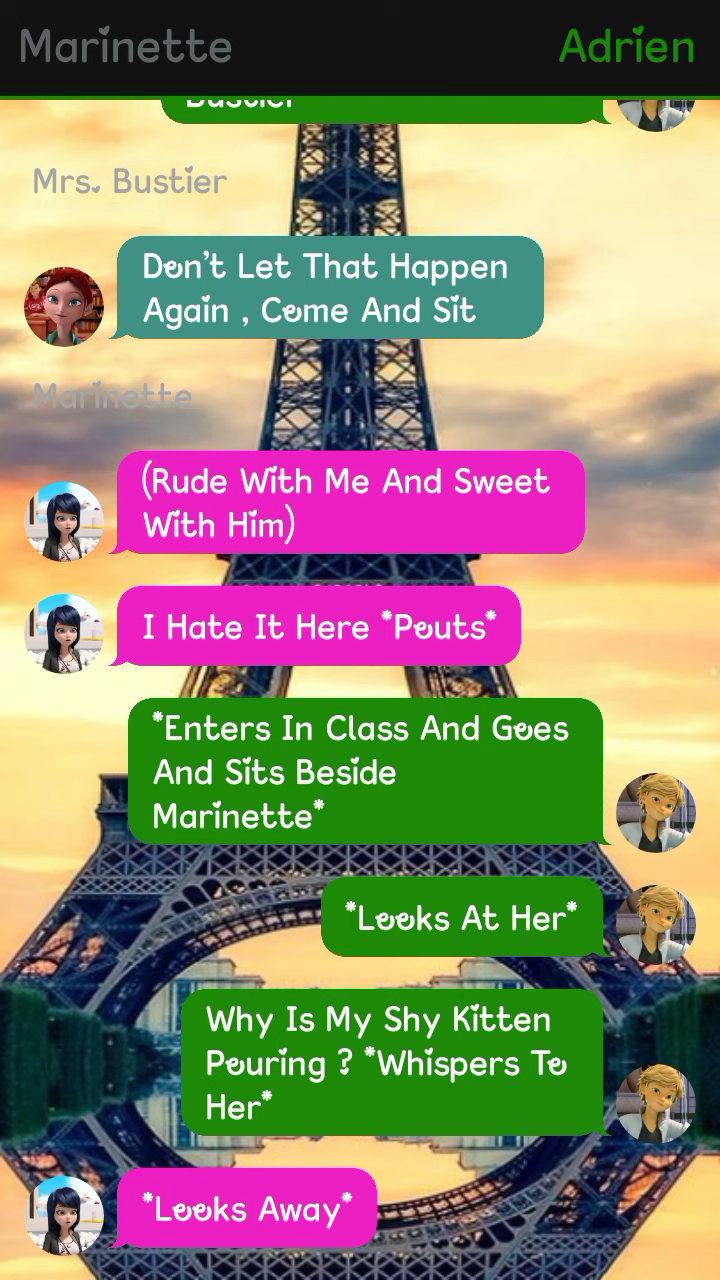 Marinette
Adrien
Bustier
Mrs. Bustier
Don't Let That Happen
Again , Come And Sit
Marinette
(Rude With Me And Sweet
With Him)
I Hate It Here *Pouts*
*Enters In Class And Goes
And Sits Beside
Marinette*
*Looks At Her*
Why Is My Shy Kitten
Pouring ? *Whispers To
Her*
*Looks Away*